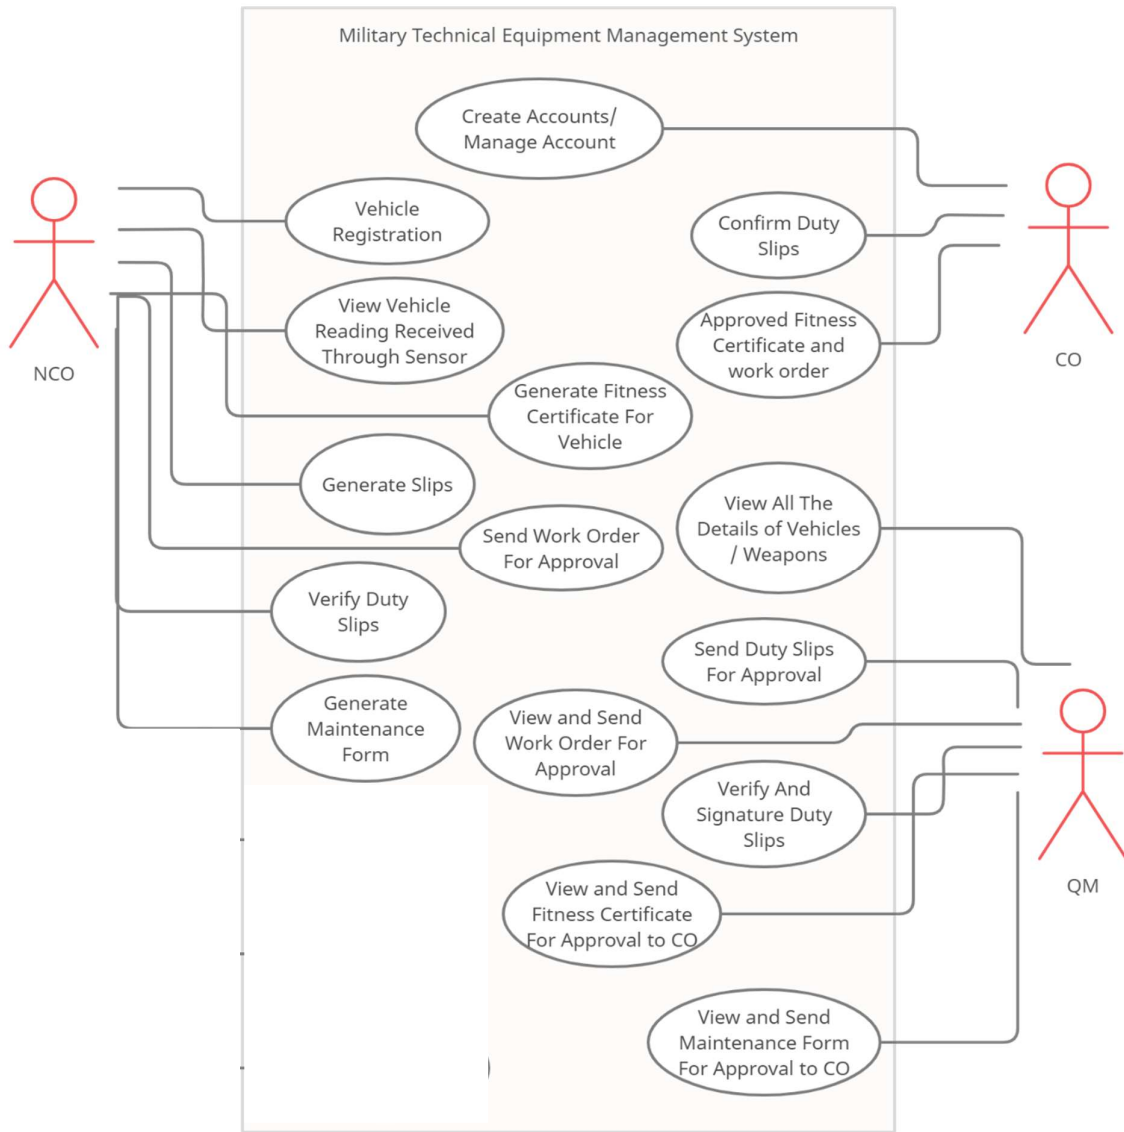 Military Technical Equipment Management System
Create Accounts/
Manage Account
Vehicle
Registration
Confirm Duty
Slips
View Vehicle
Reading Received
Through Sensor
Approved Fitness
Certificate and
work order
NCO
CO
Generate Fitness
Certificate For
Vehicle
Generate Slips
View All The
Details of Vehicles
/ Weapons
Send Work Order
For Approval
Verify Duty
Slips
Send Duty Slips
For Approval
Generate
Maintenance
Form
View and Send
Work Order For
Approval
Verify And
Signature Duty
Slips
QM
View and Send
Fitness Certificate
For Approval to CO
View and Send
Maintenance Form
For Approval to CO